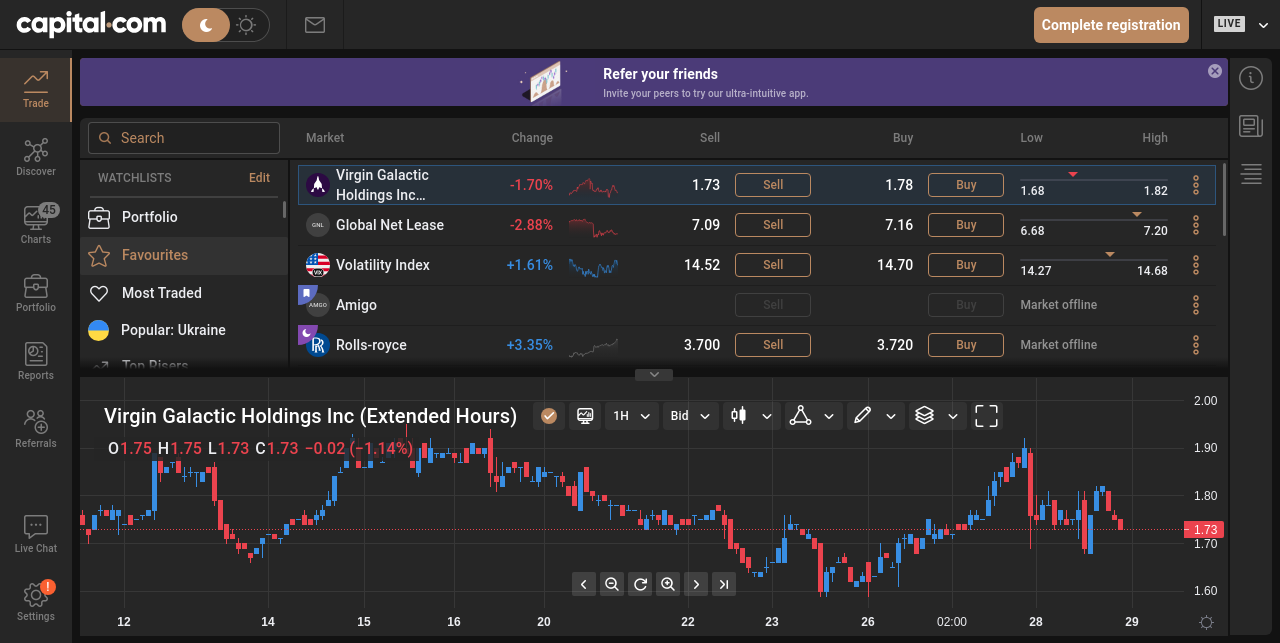 capital.com
Complete registration
LIVE
Trade
Discover
45
Charts
Portfolio
Reports
Referrals
Live Chat
!
Settings
Refer your friends
Invite your peers to try our ultra-intuitive app.
Search
WATCHLISTS Edit
Portfolio
Favourites
Most Traded
Popular: Ukraine
Top Risers
Market Change Sell Buy Low High
Virgin Galactic
Holdings Inc...
-1.70% 1.73 Sell 1.78 Buy 1.68 1.82
GNL Global Net Lease -2.88% 7.09 Sell 7.16 Buy 6.68 7.20
VIX Volatility Index +1.61% 14.52 Sell 14.70 Buy 14.27 14.68
AMGO Amigo Sell Buy Market offline
Rolls-royce +3.35% 3.700 Sell 3.720 Buy Market offline
Virgin Galactic Holdings Inc (Extended Hours) 1H Bid
O1.75 H1.75 L1.73 C1.73 −0.02 (−1.14%)
2.00
1.90
1.80
1.73
1.70
1.60
12 14 15 16 20 22 23 26 02:00 28 29